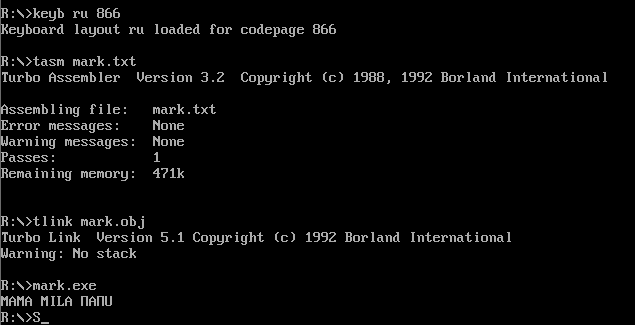 R:\>keyb ru 866
Keyboard layout ru loaded for codepage 866
R:\>tasm mark.txt
Turbo Assembler  Version 3.2  Copyright (c) 1988, 1992 Borland International
Assembling file:   mark.txt
Error messages:    None
Warning messages:  None
Passes:            1
Remaining memory:  471k
R:\>tlink mark.obj
Turbo Link  Version 5.1 Copyright (c) 1992 Borland International
Warning: No stack
R:\>mark.exe
MAMA MILA ПАПU
R:\>S_